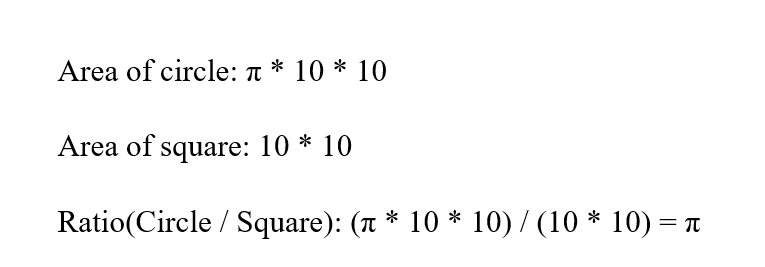 Area of circle: π * 10 * 10
Area of square: 10 * 10
Ratio(Circle / Square): (π * 10 * 10) / (10 * 10) = π